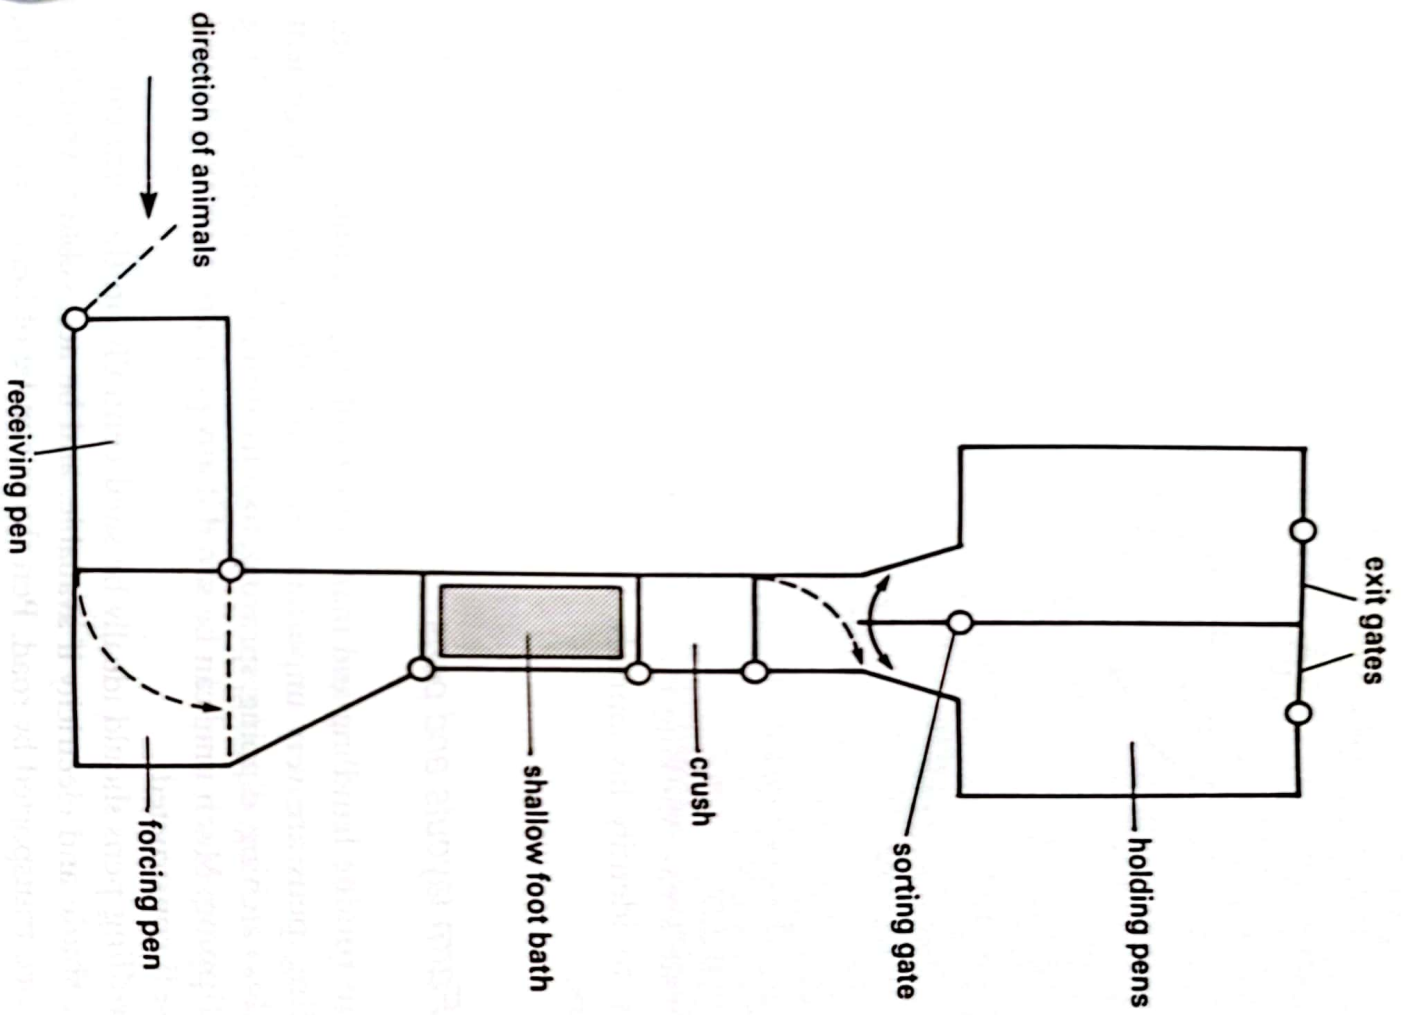 direction of animals
receiving pen
forcing pen
shallow foot bath
crush
sorting gate
holding pens
exit gates